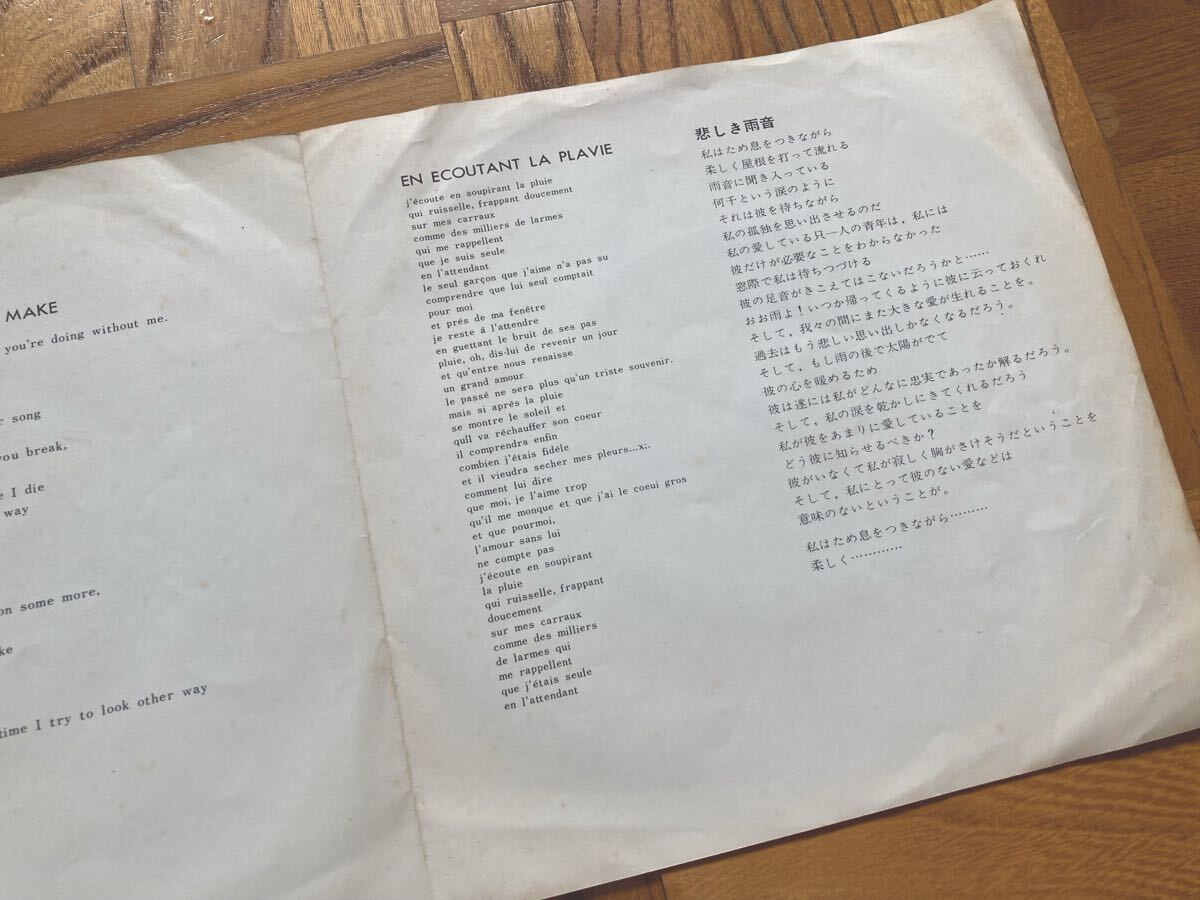 MAKE
you're doing without me.
song
you break,
I die
way
on some more,
time I try to look other way
EN ECOUTANT LA PLAVIE
j'écoute en soupirant la pluie
qui ruisselle, frappant doucement
sur mes carraux
comme des milliers de larmes
qui me rappellent
que je suis seule
en l'attendant
le seul garçon que j'aime n'a pas su
comprendre que lui seul comptait
pour moi
et prés de ma fenétre
je reste á l'attendre
en guettant le bruit de ses pas
pluie, oh, dis-lui de revenir un jour
et qu'entre nous renaisse
un grand amour
le passé ne sera plus qu'un triste souvenir.
mais si aprés la pluie
se montre le soleil et
qu'il va réchauffer son coeur
il comprendra enfin
combien j'étais fidéle
et il vieudra secher mes pleurs...x;.
comment lui dire
que moi, je l'aime trop
qu'il me monque et que j'ai le coeui gros
et que pourmoi,
l'amour sans lui
ne compte pas
j'écoute en soupirant
la pluie
qui ruisselle, frappant
doucement
sur mes carraux
comme des milliers
de larmes qui
me rappellent
que j'étais seule
en l'attendant
悲しき雨音
私はため息をつきながら
柔しく屋根を打って流れる
雨音に聞き入っている
何千という涙のように
それは彼を待ちながら
私の孤独を思い出させるのだ
私の愛している只一人の青年は，私には
彼だけが必要なことをわからなかった
窓際で私は待ちつづける
彼の足音がきこえてはこないだろうかと……
おお雨よ！いつか帰ってくるように彼に云っておくれ
そして，我々の間にまた大きな愛が生れることを。
過去はもう悲しい思い出しかなくなるだろう。
そして，もし雨の後で太陽がでて
彼の心を暖めるため
彼は遂には私がどんなに忠実であったか解るだろう。
そして，私の涙を乾かしにきてくれるだろう
私が彼をあまりに愛していることを
どう彼に知らせるべきか？
彼がいなくて私が寂しく胸がさけそうだということを
そして，私にとって彼のない愛などは
意味のないということが。
私はため息をつきながら………
柔しく…………